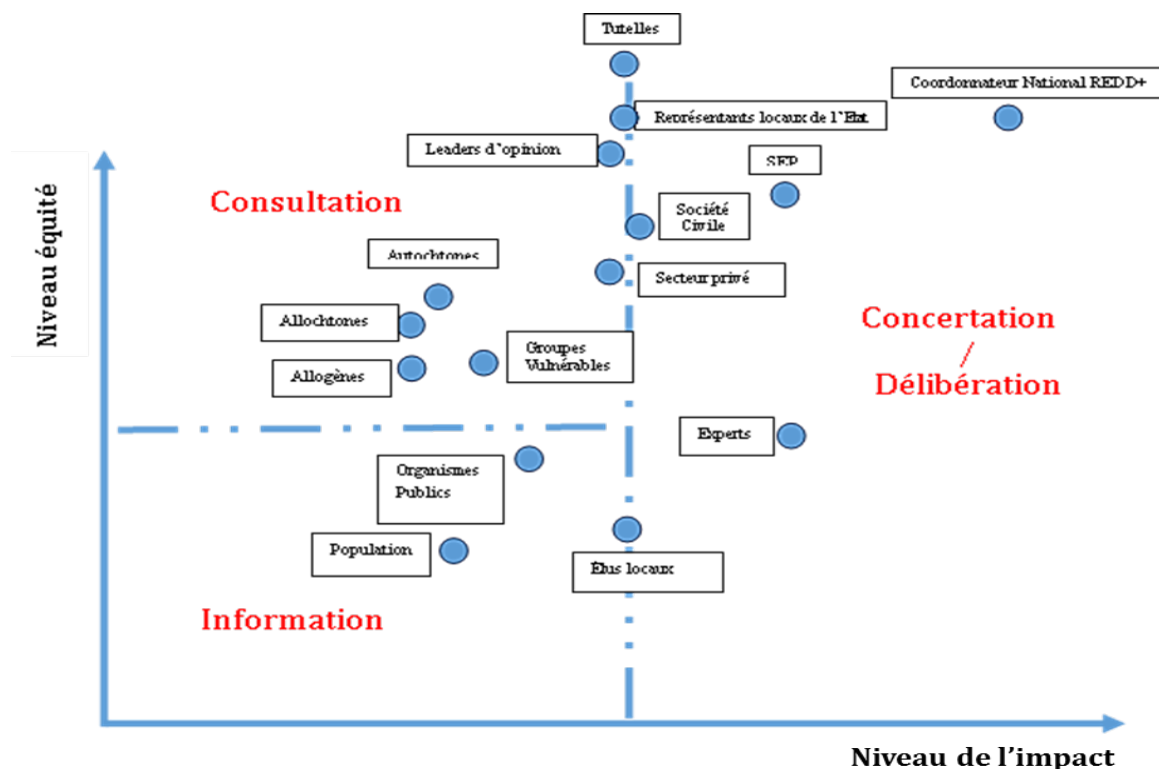 Tutelles
Coordonnateur National REDD+
Représentants locaux de l'Etat
Leaders d'opinion
SEP
Consultation
Société
Civile
Niveau équité
Autochtones
Secteur privé
Allochtones
Concertation
/
Délibération
Groupes
Vulnérables
Allogènes
Experts
Organismes
Publics
Population
Élus locaux
Information
Niveau de l'impact